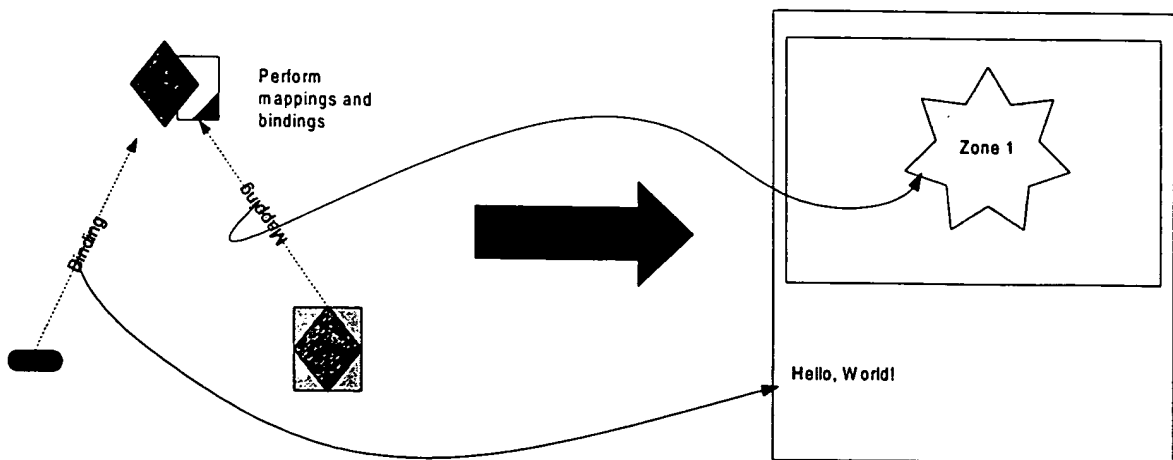 Perform
mappings and
bindings
Binding
Mapping
Zone 1
Hello, World!